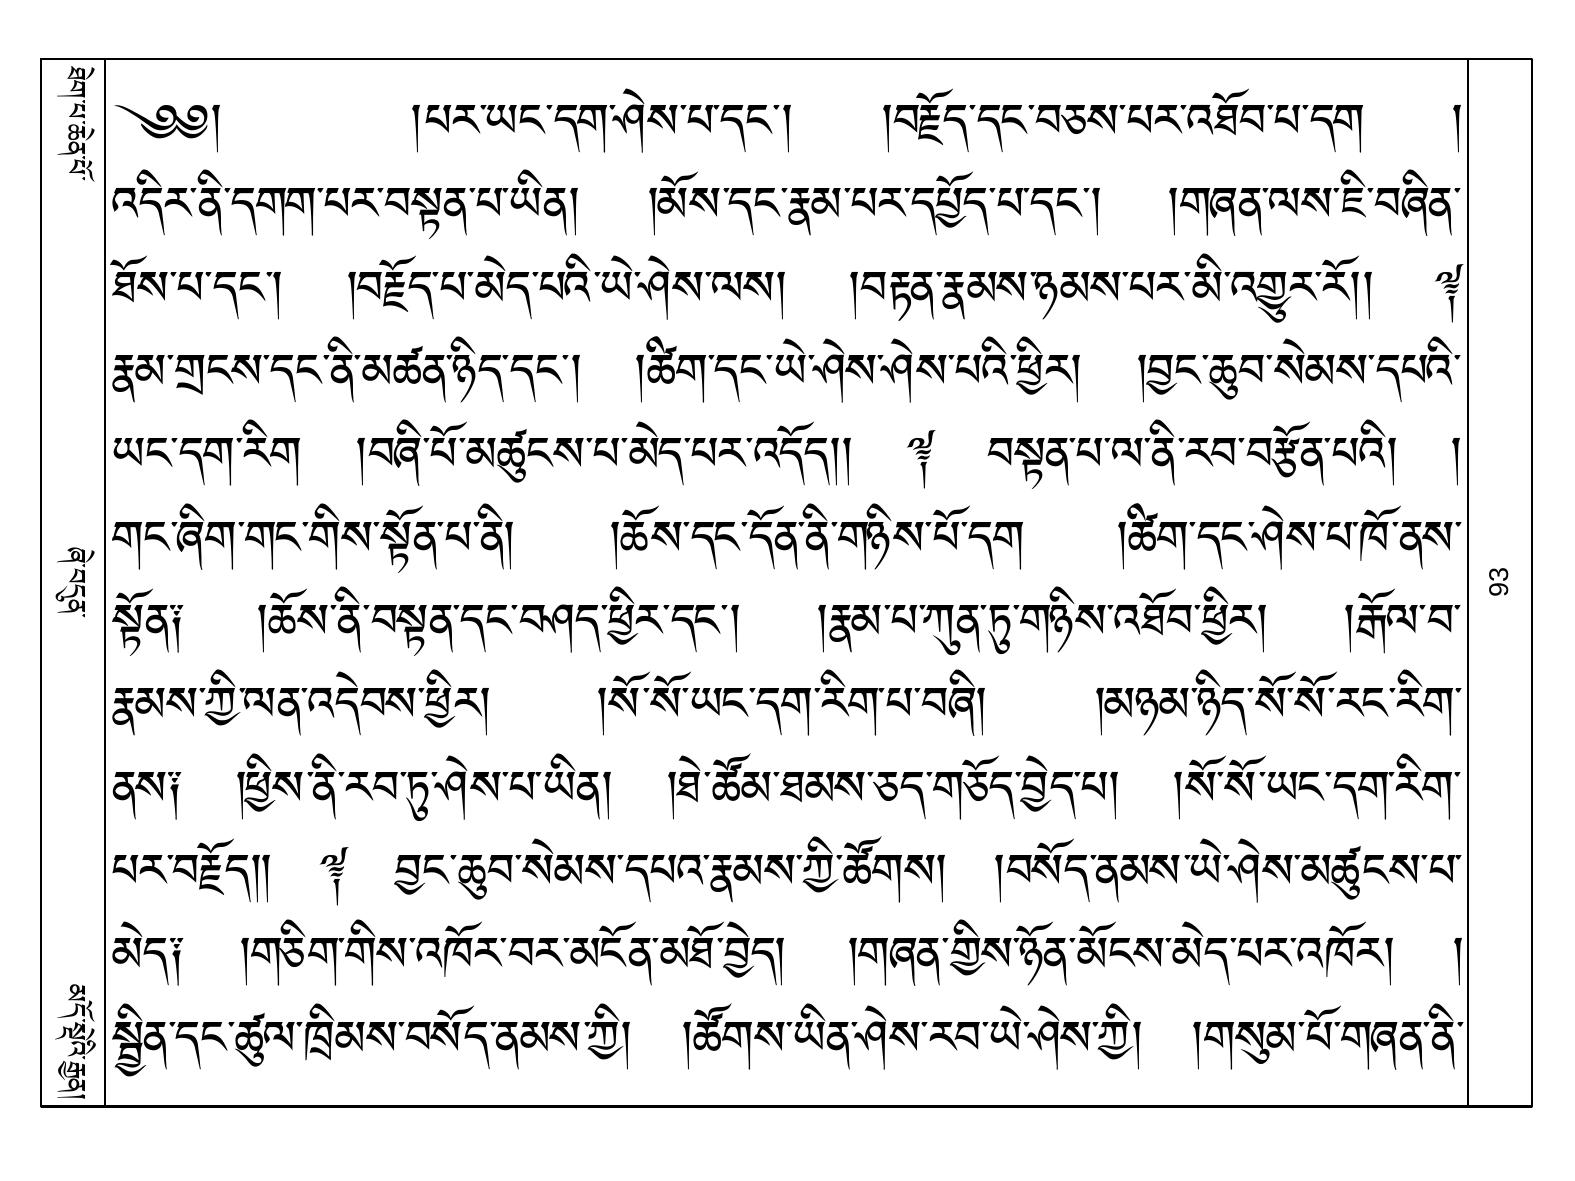 ཐེག་པ་ཆེན་པོ་
ཞེ་བདུན་
མདོ་སྡེའི་རྒྱན།
༄༅། །པར་ཡང་དག་ཤེས་པ་དང་། །བརྗོད་དང་བཅས་པར་འཐོབ་པ་དག །
འདིར་ནི་དགག་པར་བསྟན་པ་ཡིན། །མོས་དང་རྣམ་པར་དཔྱོད་པ་དང་། །གཞན་ལས་ཇི་བཞིན་
ཐོས་པ་དང་། །བརྗོད་པ་མེད་པའི་ཡེ་ཤེས་ལས། །བརྟན་རྣམས་ཉམས་པར་མི་འགྱུར་རོ།། ༈
རྣམ་གྲངས་དང་ནི་མཚན་ཉིད་དང་། །ཚིག་དང་ཡེ་ཤེས་ཤེས་པའི་ཕྱིར། །བྱང་ཆུབ་སེམས་དཔའི་
ཡང་དག་རིག །བཞི་པོ་མཚུངས་པ་མེད་པར་འདོད།། ༈ བསྟན་པ་ལ་ནི་རབ་བརྩོན་པའི། །
གང་ཞིག་གང་གིས་སྟོན་པ་ནི། །ཆོས་དང་དོན་ནི་གཉིས་པོ་དག །ཚིག་དང་ཤེས་པ་ཁོ་ནས་
སྟོན༑ །ཆོས་ནི་བསྟན་དང་བཤད་ཕྱིར་དང་། །རྣམ་པ་ཀུན་ཏུ་གཉིས་འཐོབ་ཕྱིར། །རྒོལ་བ་
རྣམས་ཀྱི་ལན་འདེབས་ཕྱིར། །སོ་སོ་ཡང་དག་རིག་པ་བཞི། །མཉམ་ཉིད་སོ་སོ་རང་རིག་
ནས༑ །ཕྱིས་ནི་རབ་ཏུ་ཤེས་པ་ཡིན། །ཐེ་ཚོམ་ཐམས་ཅད་གཅོད་བྱེད་པ། །སོ་སོ་ཡང་དག་རིག་
པར་བརྗོད།། ༈ བྱང་ཆུབ་སེམས་དཔའ་རྣམས་ཀྱི་ཚོགས། །བསོད་ནམས་ཡེ་ཤེས་མཚུངས་པ་
མེད༑ །གཅིག་གིས་འཁོར་བར་མངོན་མཐོ་བྱེད། །གཞན་གྱིས་ཉོན་མོངས་མེད་པར་འཁོར། །
སྦྱིན་དང་ཚུལ་ཁྲིམས་བསོད་ནམས་ཀྱི། །ཚོགས་ཡིན་ཤེས་རབ་ཡེ་ཤེས་ཀྱི། །གསུམ་པོ་གཞན་ནི་
93